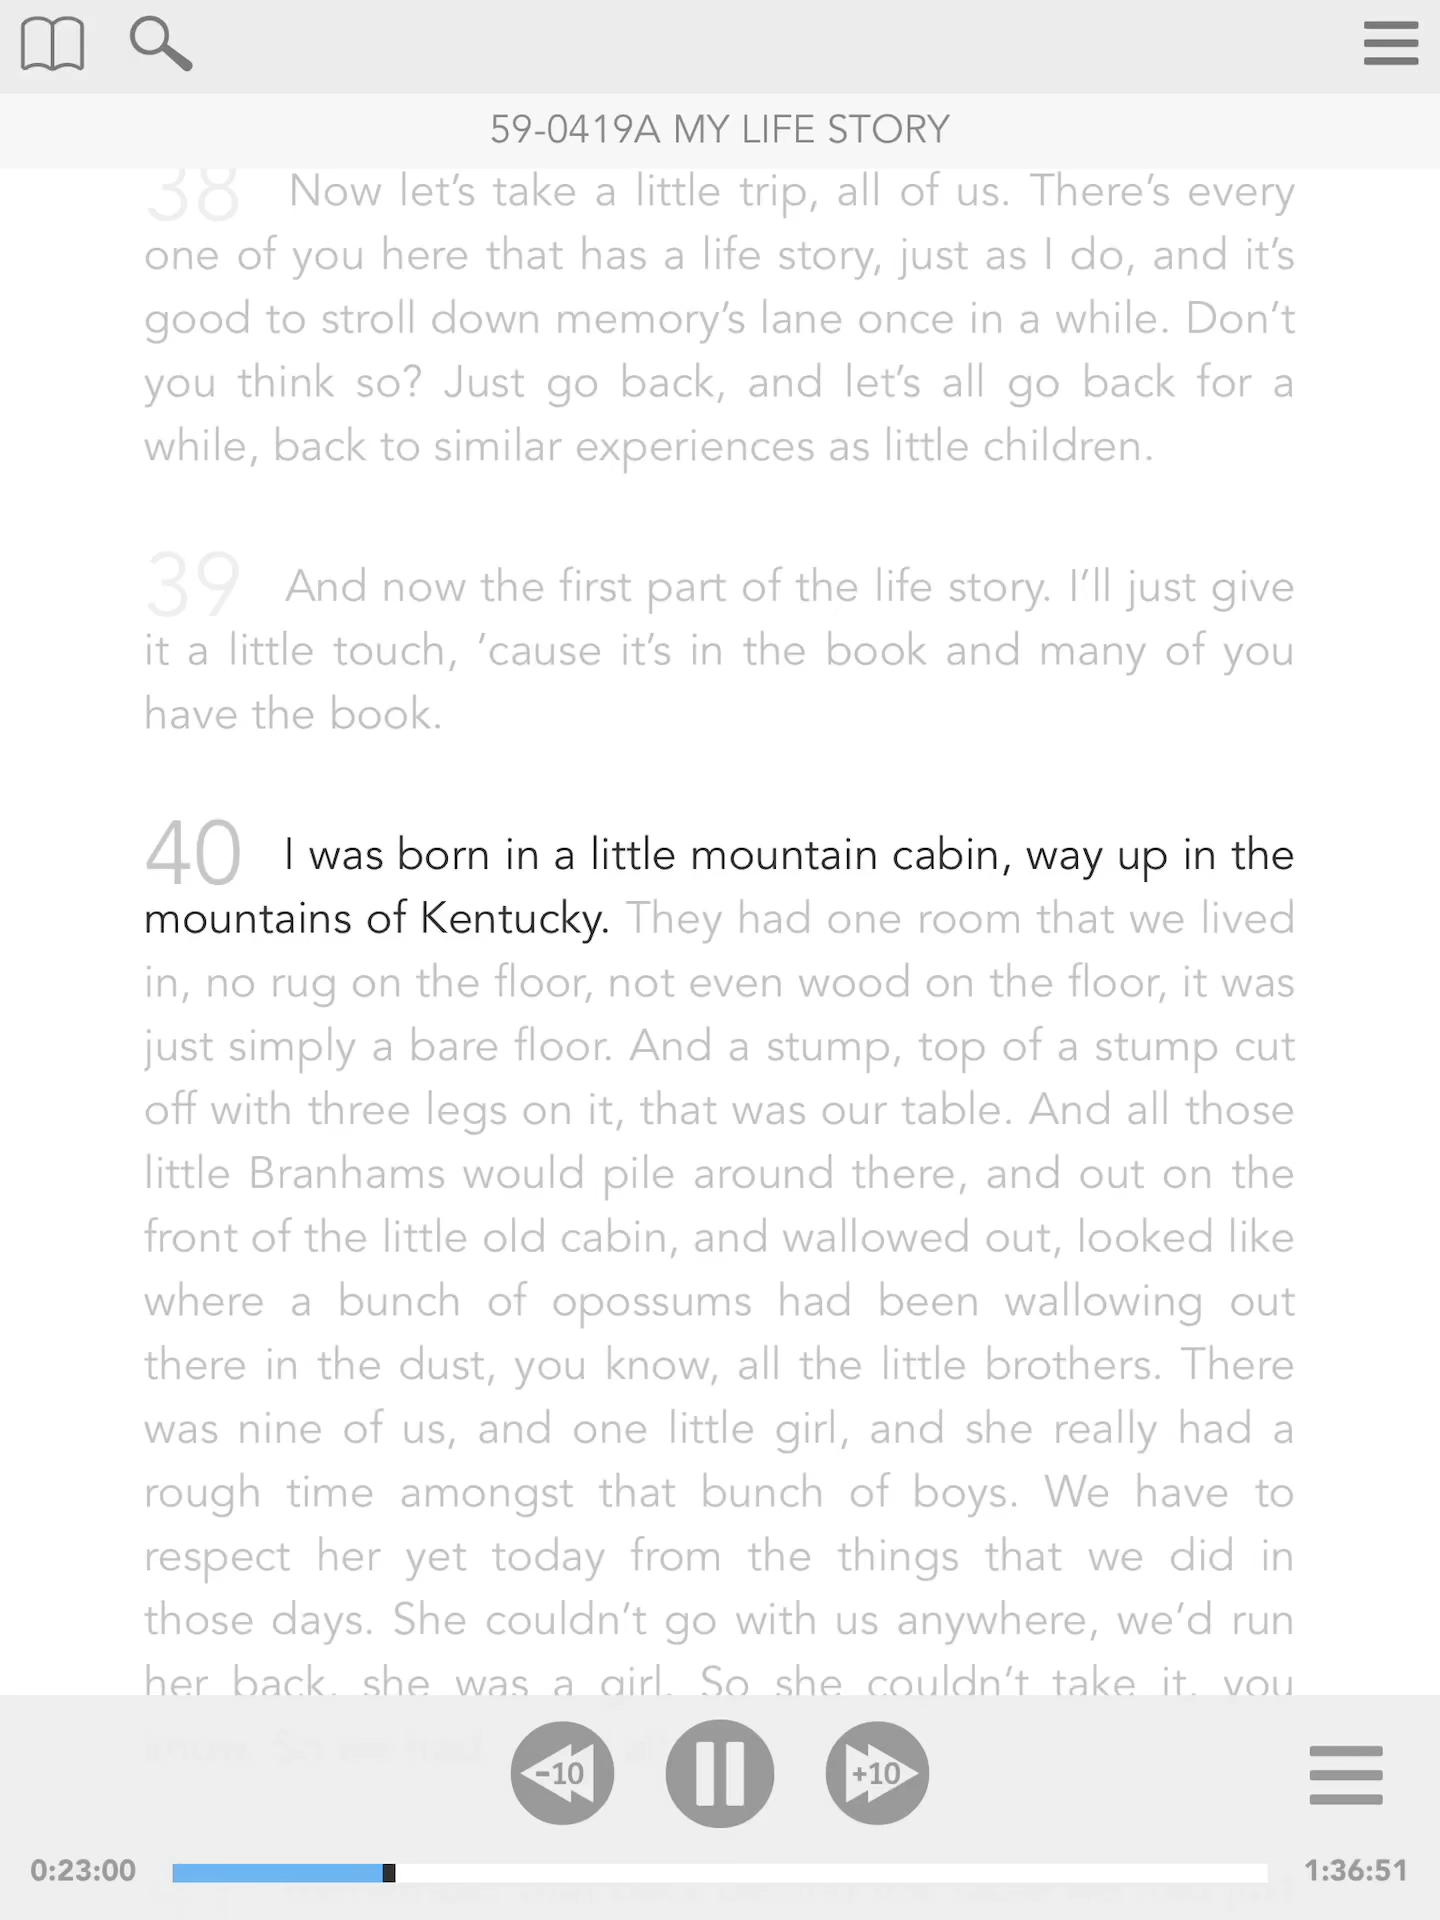 59-0419A MY LIFE STORY
38 Now let’s take a little trip, all of us. There’s every
one of you here that has a life story, just as I do, and it’s
good to stroll down memory’s lane once in a while. Don’t
you think so? Just go back, and let’s all go back for a
while, back to similar experiences as little children.
39 And now the first part of the life story. I’ll just give
it a little touch, ’cause it’s in the book and many of you
have the book.
40 I was born in a little mountain cabin, way up in the
mountains of Kentucky. They had one room that we lived
in, no rug on the floor, not even wood on the floor, it was
just simply a bare floor. And a stump, top of a stump cut
off with three legs on it, that was our table. And all those
little Branhams would pile around there, and out on the
front of the little old cabin, and wallowed out, looked like
where a bunch of opossums had been wallowing out
there in the dust, you know, all the little brothers. There
was nine of us, and one little girl, and she really had a
rough time amongst that bunch of boys. We have to
respect her yet today from the things that we did in
those days. She couldn’t go with us anywhere, we’d run
her back, she was a girl. So she couldn’t take it, you
know. So we had
-10 +10
0:23:00 1:36:51